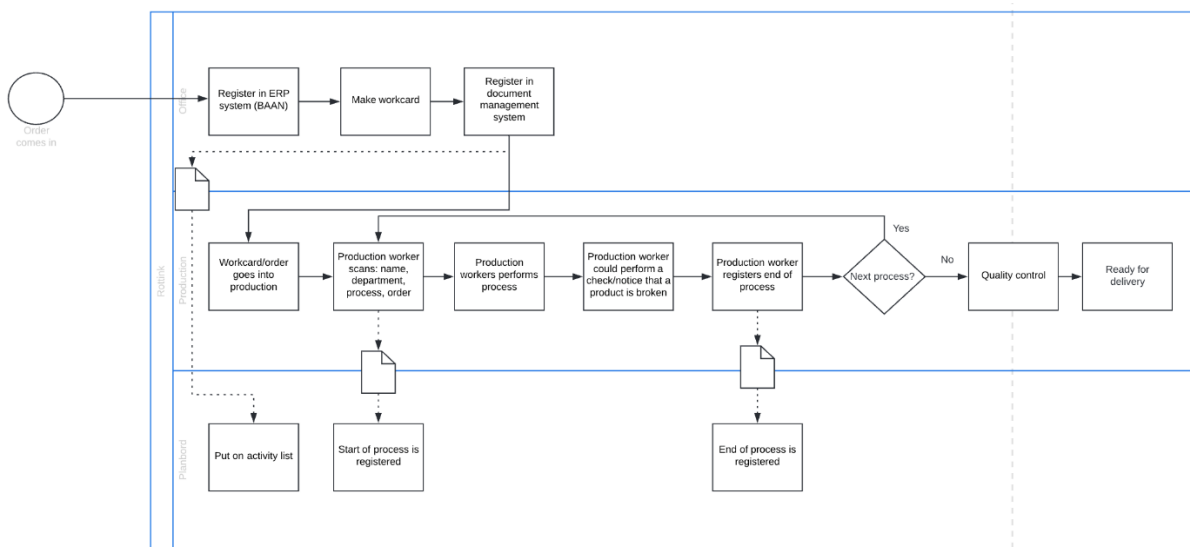 Order
comes in
Rottink
Office
Register in ERP
system (BAAN)
Make workcard
Register in
document
management
system
Production
Workcard/order
goes into
production
Production worker
scans: name,
department,
process, order
Production
workers performs
process
Production worker
could perform a
check/notice that a
product is broken
Production worker
registers end of
process
Next process?
Yes
No
Quality control
Ready for
delivery
Planbord
Put on activity list
Start of process is
registered
End of process is
registered